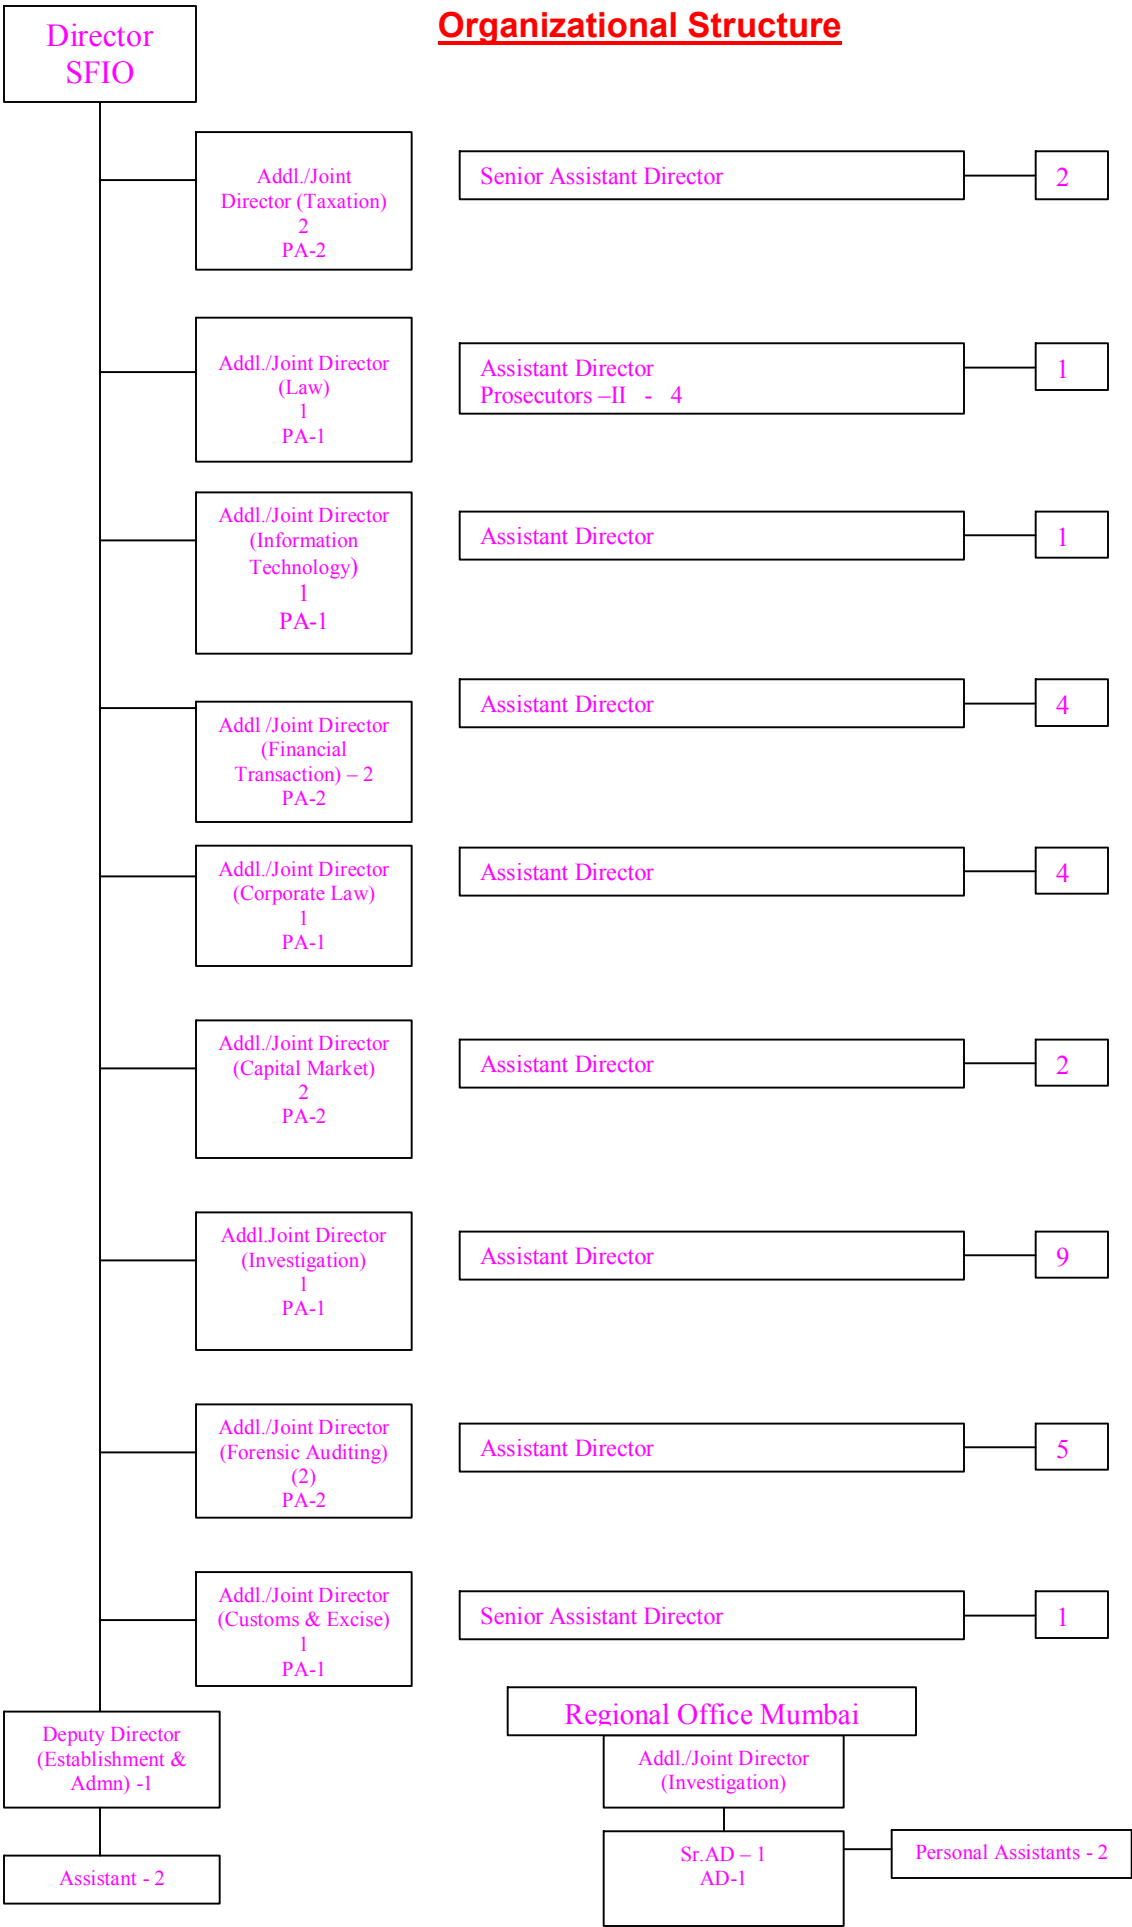 Organizational Structure
Director
SFIO
Addl./Joint
Director (Taxation)
2
PA-2
Senior Assistant Director
2
Addl./Joint Director
(Law)
1
PA-1
Assistant Director
Prosecutors –II - 4
1
Addl./Joint Director
(Information
Technology)
1
PA-1
Assistant Director
1
Addl /Joint Director
(Financial
Transaction) – 2
PA-2
Assistant Director
4
Addl./Joint Director
(Corporate Law)
1
PA-1
Assistant Director
4
Addl./Joint Director
(Capital Market)
2
PA-2
Assistant Director
2
Addl.Joint Director
(Investigation)
1
PA-1
Assistant Director
9
Addl./Joint Director
(Forensic Auditing)
(2)
PA-2
Assistant Director
5
Addl./Joint Director
(Customs & Excise)
1
PA-1
Senior Assistant Director
1
Deputy Director
(Establishment &
Admn) -1
Assistant - 2
Regional Office Mumbai
Addl./Joint Director
(Investigation)
Sr.AD – 1
AD-1
Personal Assistants - 2